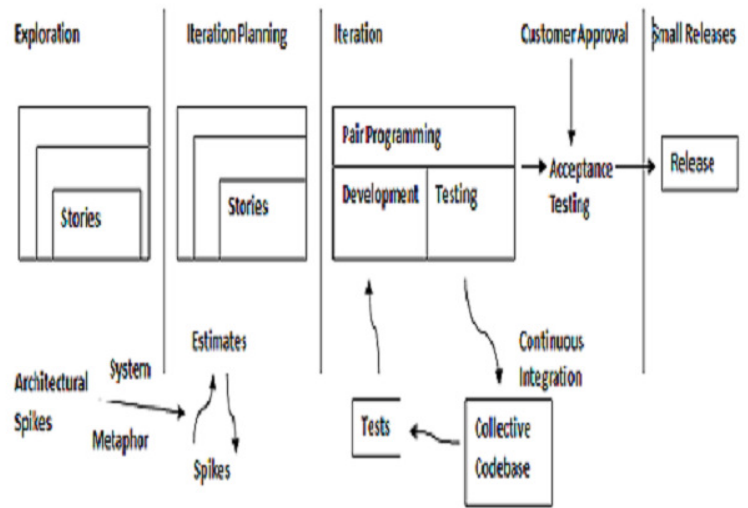 Exploration
Iteration Planning
Iteration
Customer Approval
Small Releases
Stories
Stories
Pair Programming
Development
Testing
Acceptance
Testing
Release
Architectural
Spikes
System
Metaphor
Estimates
Spikes
Tests
Continuous
Integration
Collective
Codebase